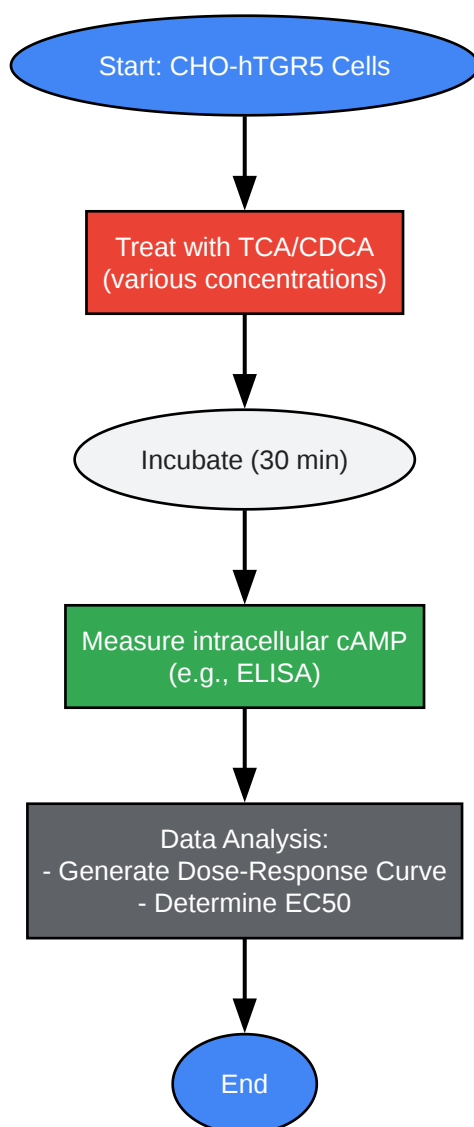 Start: CHO-hTGR5 Cells
Treat with TCA/CDCA
(various concentrations)
Incubate (30 min)
Measure intracellular cAMP
(e.g., ELISA)
Data Analysis:
- Generate Dose-Response Curve
- Determine EC50
End